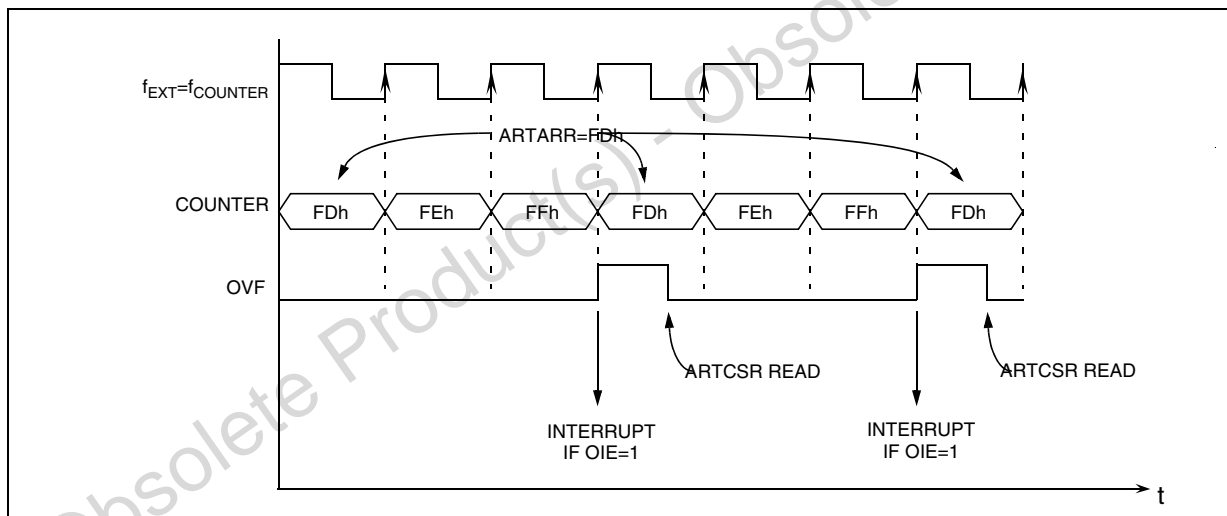 fEXT=fCOUNTER
ARTARR=FDh
COUNTER
FDh FEh FFh FDh FEh FFh FDh
OVF
ARTCSR READ ARTCSR READ
INTERRUPT INTERRUPT
IF OIE=1 IF OIE=1
t
Obsolete Product(s) - Obsole